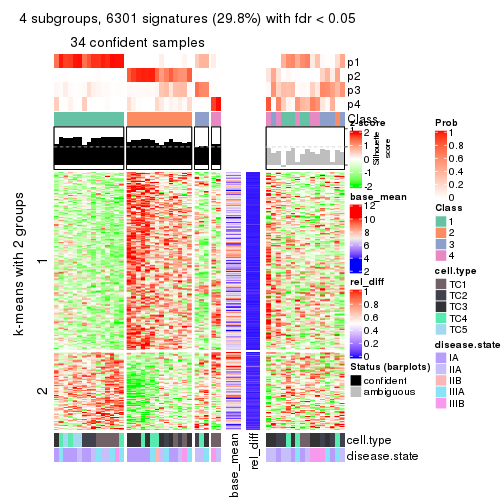 4 subgroups, 6301 signatures (29.8%) with fdr < 0.05
34 confident samples
p1
p2
p3
p4
Class
z-score
2
1
0
-1
-2
Silhouette
score
k-means with 2 groups
1
2
base_mean
rel_diff
cell.type
disease.state
base_mean
12
10
8
6
4
2
rel_diff
1
0.8
0.6
0.4
0.2
0
Status (barplots)
confident
ambiguous
Prob
1
0.8
0.6
0.4
0.2
0
Class
1
2
3
4
cell.type
TC1
TC2
TC3
TC4
TC5
disease.state
IA
IIA
IIB
IIIA
IIIB